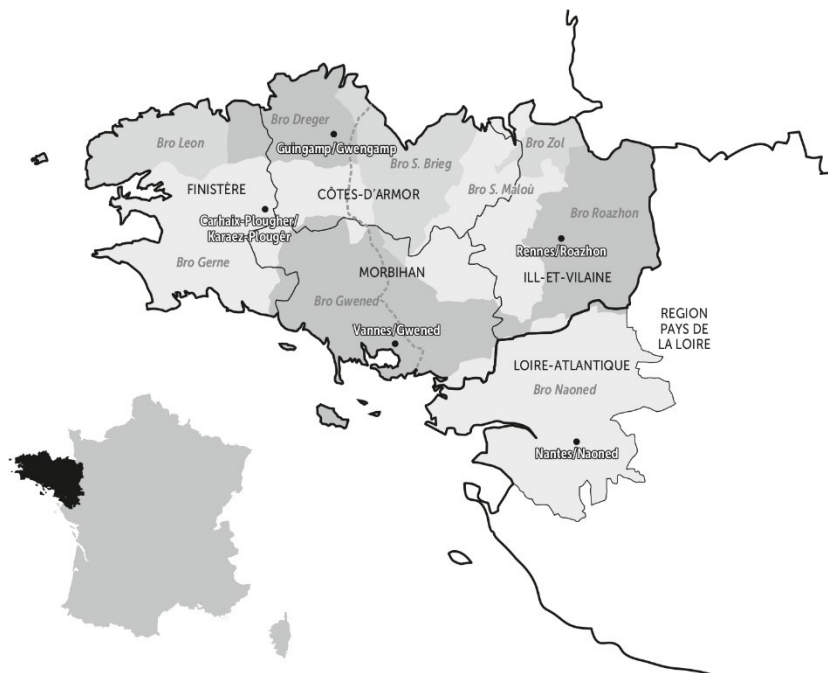 Bro Dreger
Bro Leon
Guingamp/Gwengamp
Bro Zol
Bro S. Brieg
FINISTÈRE
CÔTES-D'ARMOR
Bro S. Maloù
Carhaix-Plougher/
Karaez-Plougêr
Bro Roazhon
Rennes/Roazhon
Bro Gerne
MORBIHAN
ILL-ET-VILAINE
Bro Gwened
Vannes/Gwened
REGION
PAYS DE
LA LOIRE
LOIRE-ATLANTIQUE
Bro Naoned
Nantes/Naoned